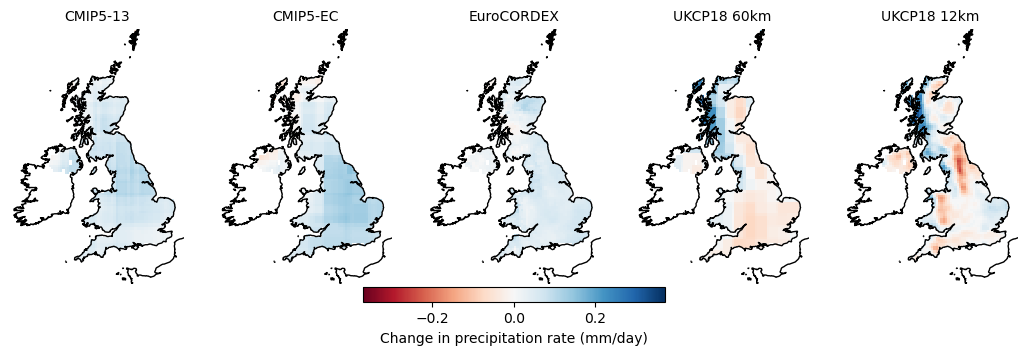 CMIP5-13
CMIP5-EC
EuroCORDEX
UKCP18 60km
UKCP18 12km
−0.2
0.0
0.2
Change in precipitation rate (mm/day)